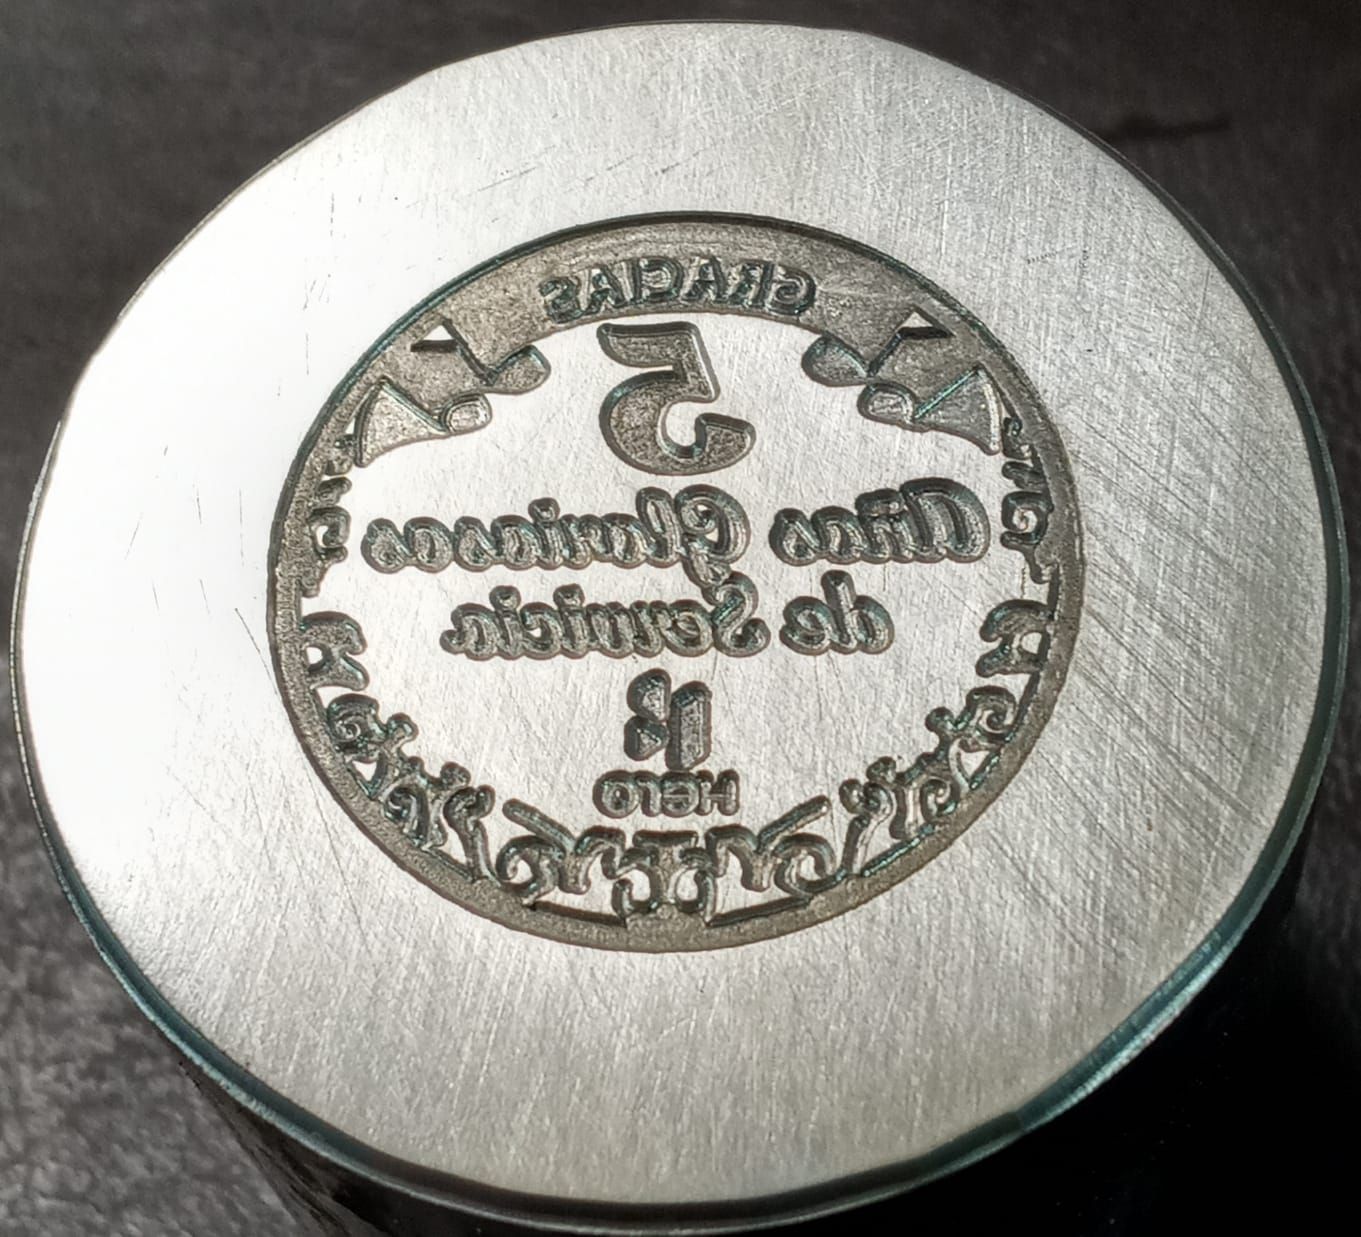 GRACIAS
5
Años Gloriosos
de Servicio
Hero